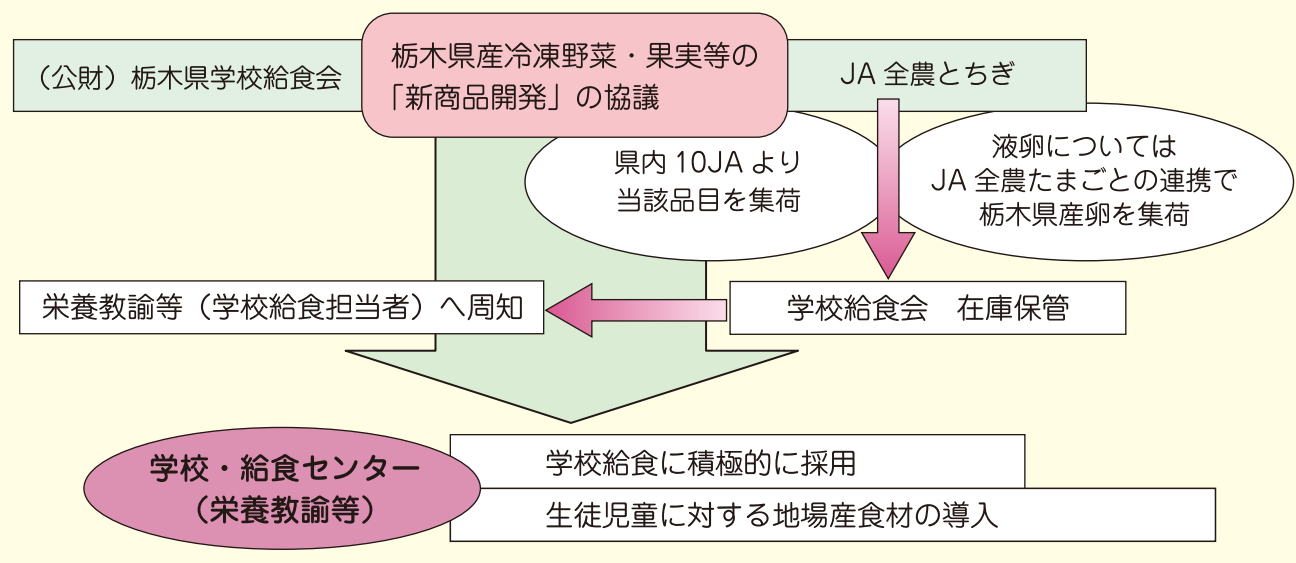 （公財）栃木県学校給食会
栃木県産冷凍野菜・果実等の
「新商品開発」の協議
JA 全農とちぎ
県内 10JA より
当該品目を集荷
液卵については
JA 全農たまごとの連携で
栃木県産卵を集荷
栄養教諭等（学校給食担当者）へ周知
学校給食会　在庫保管
学校・給食センター
（栄養教諭等）
学校給食に積極的に採用
生徒児童に対する地場産食材の導入